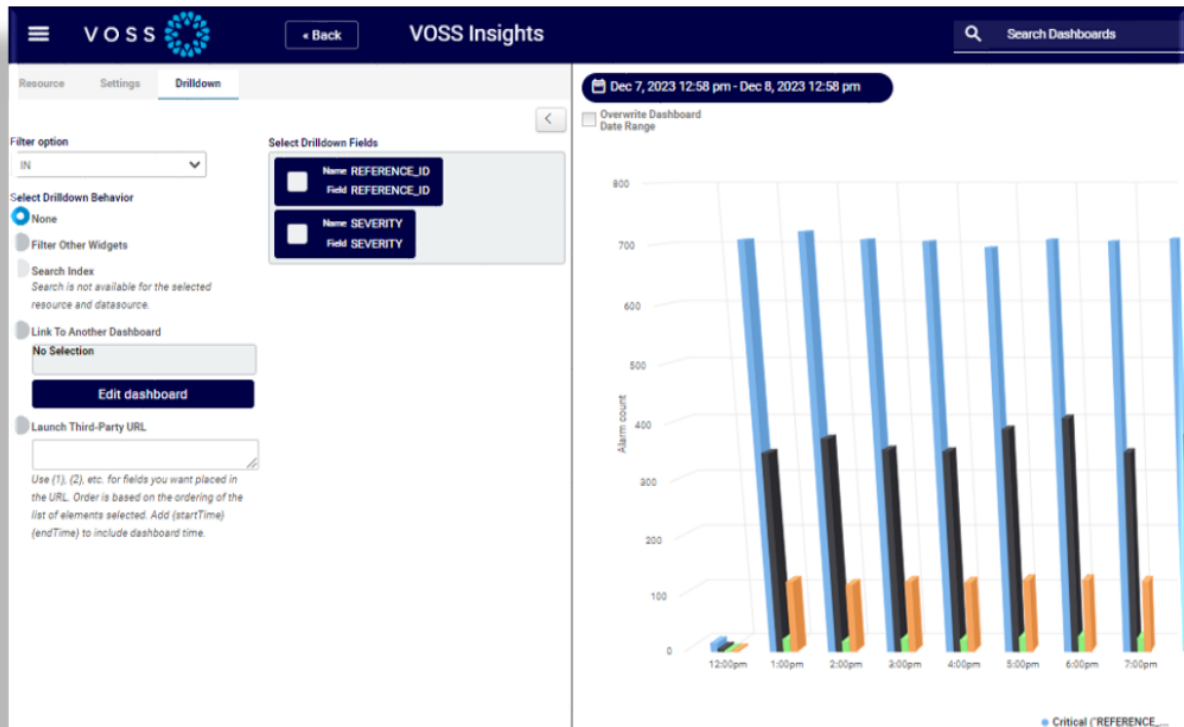 VOSS
« Back
VOSS Insights
Search Dashboards
Resource
Settings
Drilldown
Filter option
IN
Select Drilldown Behavior
None
Filter Other Widgets
Search Index
Search is not available for the selected
resource and datasource.
Link To Another Dashboard
No Selection
Edit dashboard
Launch Third-Party URL
Use {1}, {2}, etc. for fields you want placed in
the URL. Order is based on the ordering of the
list of elements selected. Add {startTime}
{endTime} to include dashboard time.
Select Drilldown Fields
Name REFERENCE_ID
Field REFERENCE_ID
Name SEVERITY
Field SEVERITY
Dec 7, 2023 12:58 pm - Dec 8, 2023 12:58 pm
Overwrite Dashboard
Date Range
Alarm count
800
700
600
500
400
300
200
100
0
12:00pm 1:00pm 2:00pm 3:00pm 4:00pm 5:00pm 6:00pm 7:00pm
Critical ("REFERENCE_...